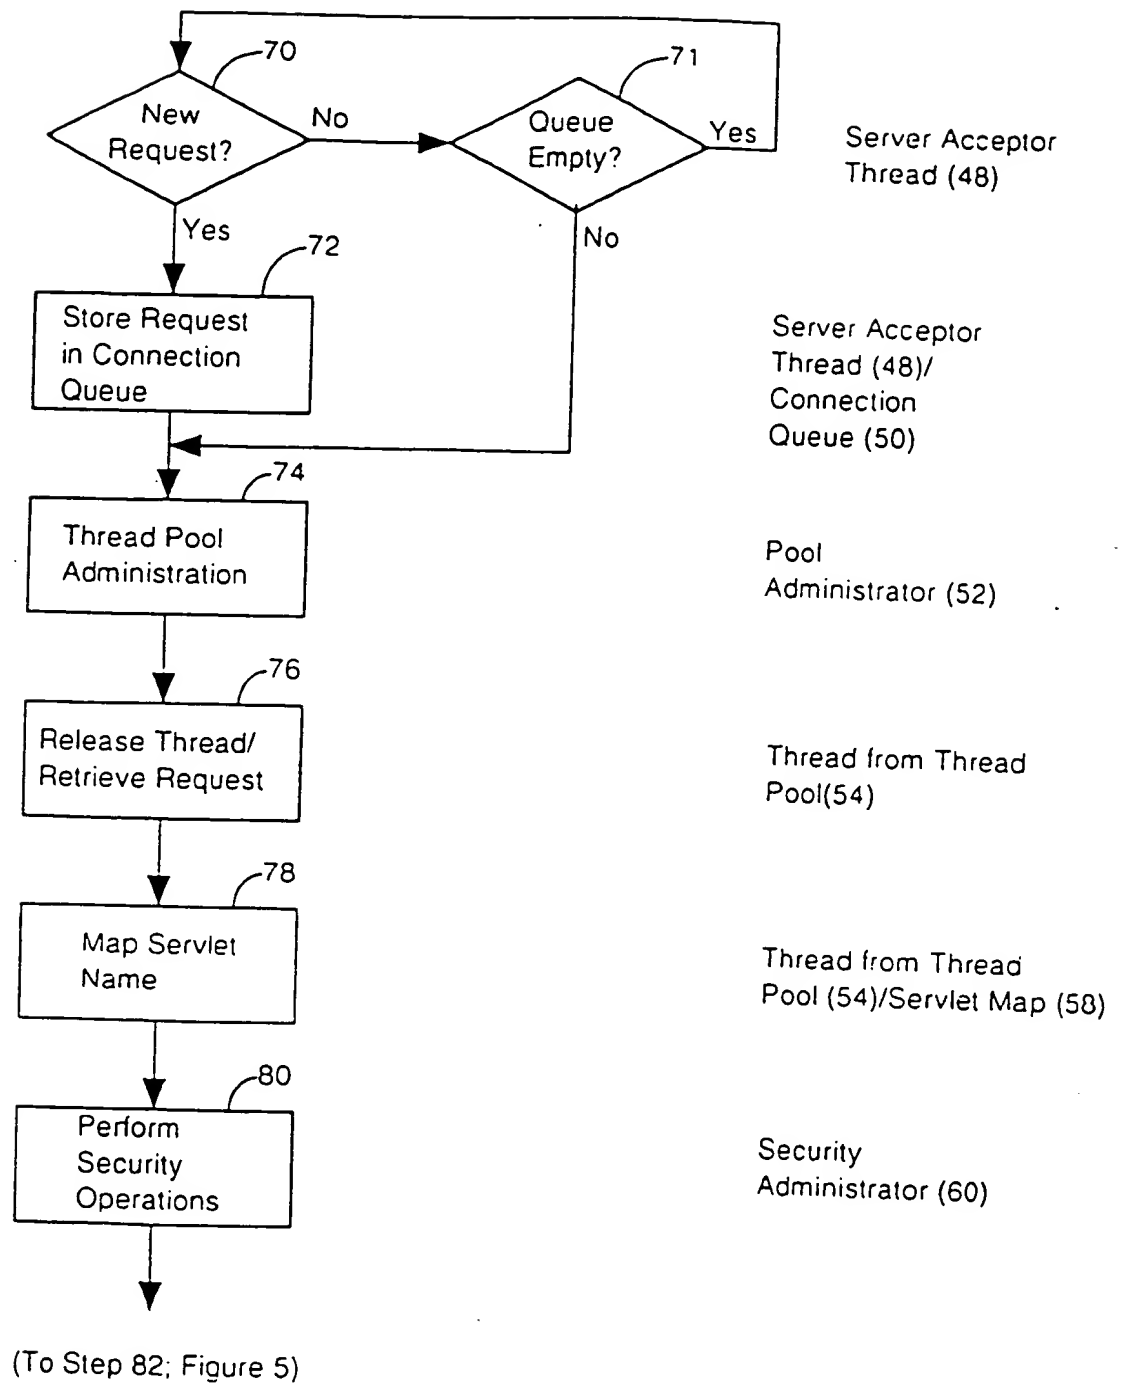 70
71
New
Request?
No
Queue
Empty?
Yes
Server Acceptor
Thread (48)
Yes
No
72
Store Request
in Connection
Queue
Server Acceptor
Thread (48)/
Connection
Queue (50)
74
Thread Pool
Administration
Pool
Administrator (52)
76
Release Thread/
Retrieve Request
Thread from Thread
Pool(54)
78
Map Servlet
Name
Thread from Thread
Pool (54)/Servlet Map (58)
80
Perform
Security
Operations
Security
Administrator (60)
(To Step 82; Figure 5)